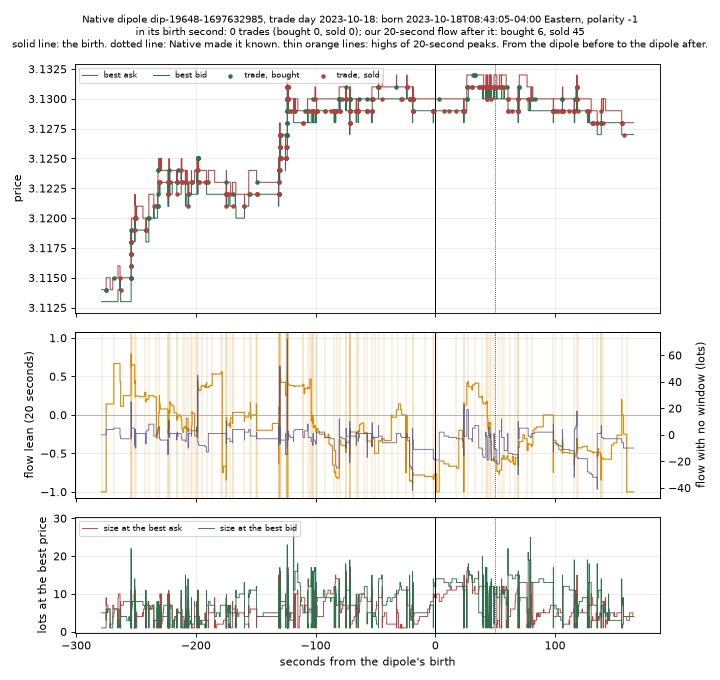 Native dipole dip-19648-1697632985, trade day 2023-10-18: born 2023-10-18T08:43:05-04:00 Eastern, polarity -1
in its birth second: 0 trades (bought 0, sold 0); our 20-second flow after it: bought 6, sold 45
solid line: the birth. dotted line: Native made it known. thin orange lines: highs of 20-second peaks. From the dipole before to the dipole after.
best ask
best bid
trade, bought
trade, sold
3.1325
3.1300
3.1275
3.1250
3.1225
3.1200
3.1175
3.1150
3.1125
price
1.0
0.5
0.0
−0.5
−1.0
flow lean (20 seconds)
60
40
20
0
−20
−40
flow with no window (lots)
size at the best ask
size at the best bid
30
20
10
0
lots at the best price
−300
−200
−100
0
100
seconds from the dipole's birth